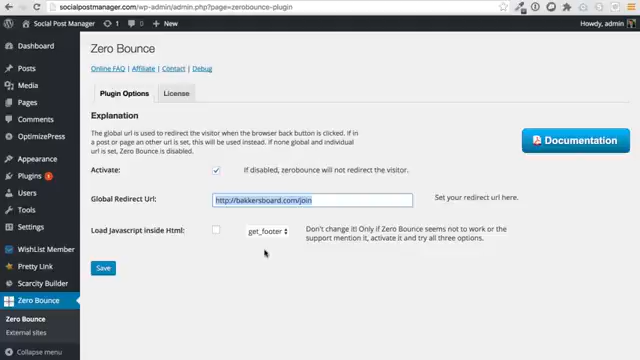 socialpostmanager.com/wp-admin/admin.php?page=zerobounce-plugin
Social Post Manager
1
0
New
Howdy, admin
Dashboard
Posts
Media
Pages
Comments
OptimizePress
Appearance
Plugins 1
Users
Tools
Settings
WishList Member
Pretty Link
Scarcity Builder
Zero Bounce
Zero Bounce
External sites
Collapse menu
Zero Bounce
Online FAQ | Affiliate | Contact | Debug
Plugin Options
License
Explanation
The global url is used to redirect the visitor when the browser back button is clicked. If in
a post or page an other url is set, this will be used instead. If none global and individual
url is set, Zero Bounce is disabled.
Documentation
Activate:
If disabled, zerobounce will not redirect the visitor.
Global Redirect Url:
http://bakkersboard.com/join
Set your redirect url here.
Load Javascript inside Html:
get_footer
Don't change it! Only if Zero Bounce seems not to work or the
support mention it, activate it and try all three options.
Save